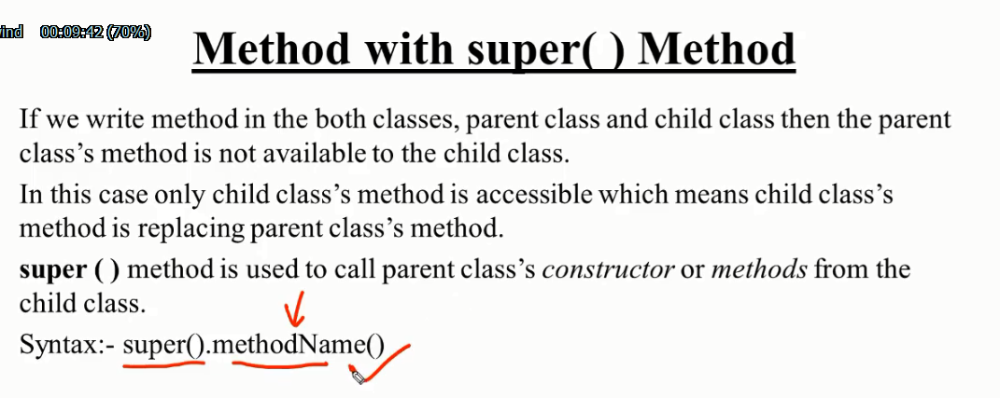 ind 00:09:42 (70%)
Method with super( ) Method
If we write method in the both classes, parent class and child class then the parent
class’s method is not available to the child class.
In this case only child class’s method is accessible which means child class’s
method is replacing parent class’s method.
super ( ) method is used to call parent class’s constructor or methods from the
child class.
Syntax:- super().methodName()